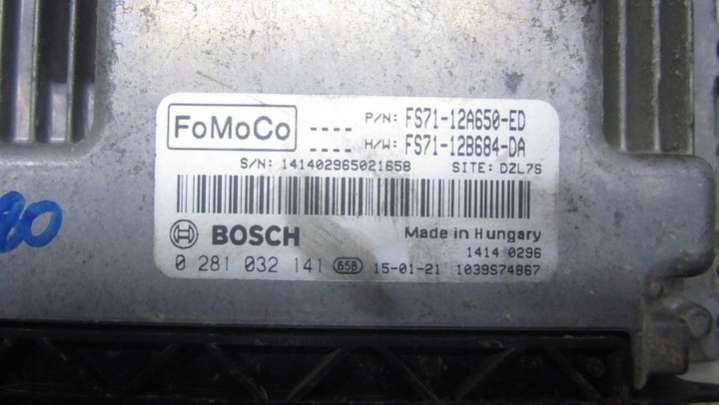 FoMoCo
---- P/N: FS71-12A650-ED
---- H/W: FS71-12B684-DA
S/N: 141402965021658 SITE: DZL7S
BOSCH Made in Hungary
1414 0296
0 281 032 141 658 15-01-21 1039S74867